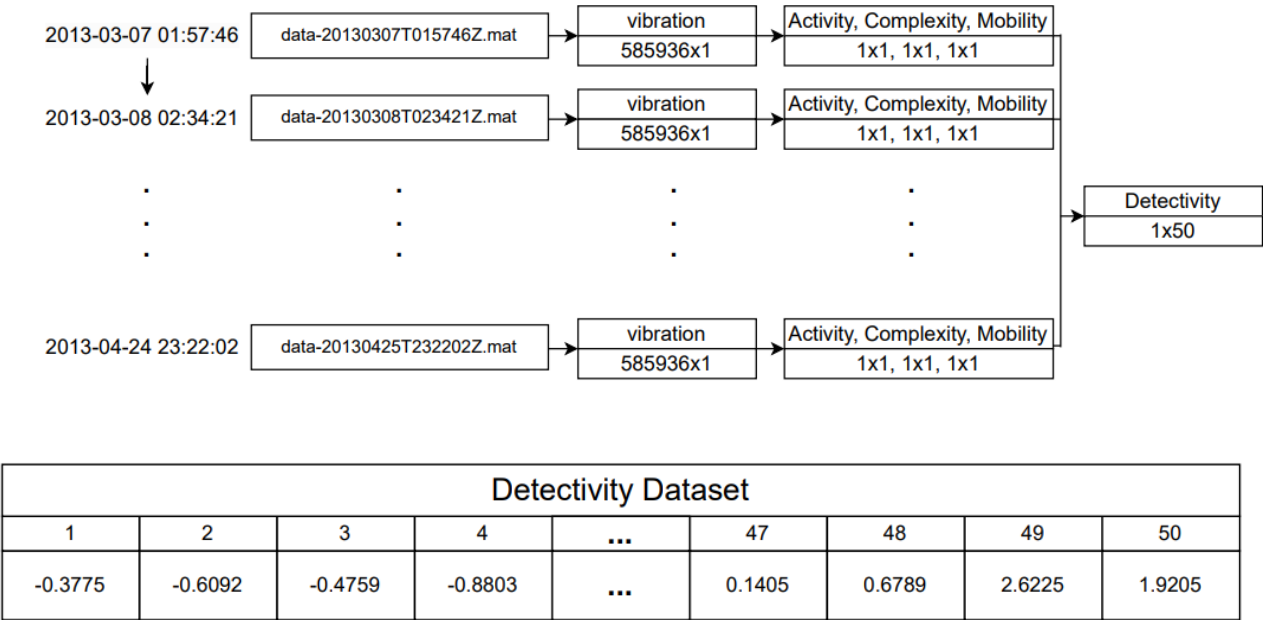 2013-03-07 01:57:46
data-20130307T015746Z.mat
vibration
585936x1
Activity, Complexity, Mobility
1x1, 1x1, 1x1
2013-03-08 02:34:21
data-20130308T023421Z.mat
vibration
585936x1
Activity, Complexity, Mobility
1x1, 1x1, 1x1
. . . .
. . . .
. . . .
Detectivity
1x50
2013-04-24 23:22:02
data-20130425T232202Z.mat
vibration
585936x1
Activity, Complexity, Mobility
1x1, 1x1, 1x1
Detectivity Dataset
1 2 3 4 ... 47 48 49 50
-0.3775 -0.6092 -0.4759 -0.8803 ... 0.1405 0.6789 2.6225 1.9205